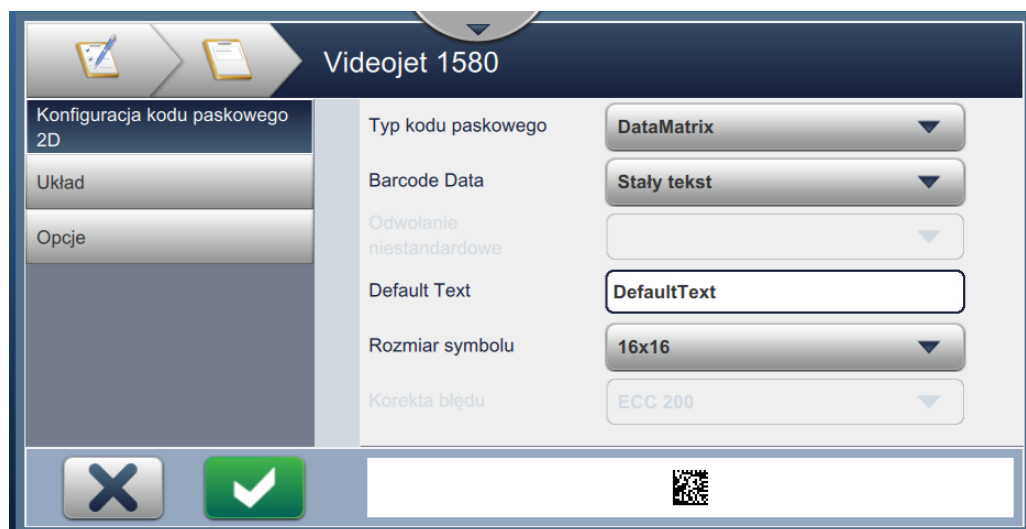 Videojet 1580
Konfiguracja kodu paskowego
2D
Układ
Opcje
Typ kodu paskowego
DataMatrix
Barcode Data
Stały tekst
Odwołanie
niestandardowe
Default Text
DefaultText
Rozmiar symbolu
16x16
Korekta błędu
ECC 200